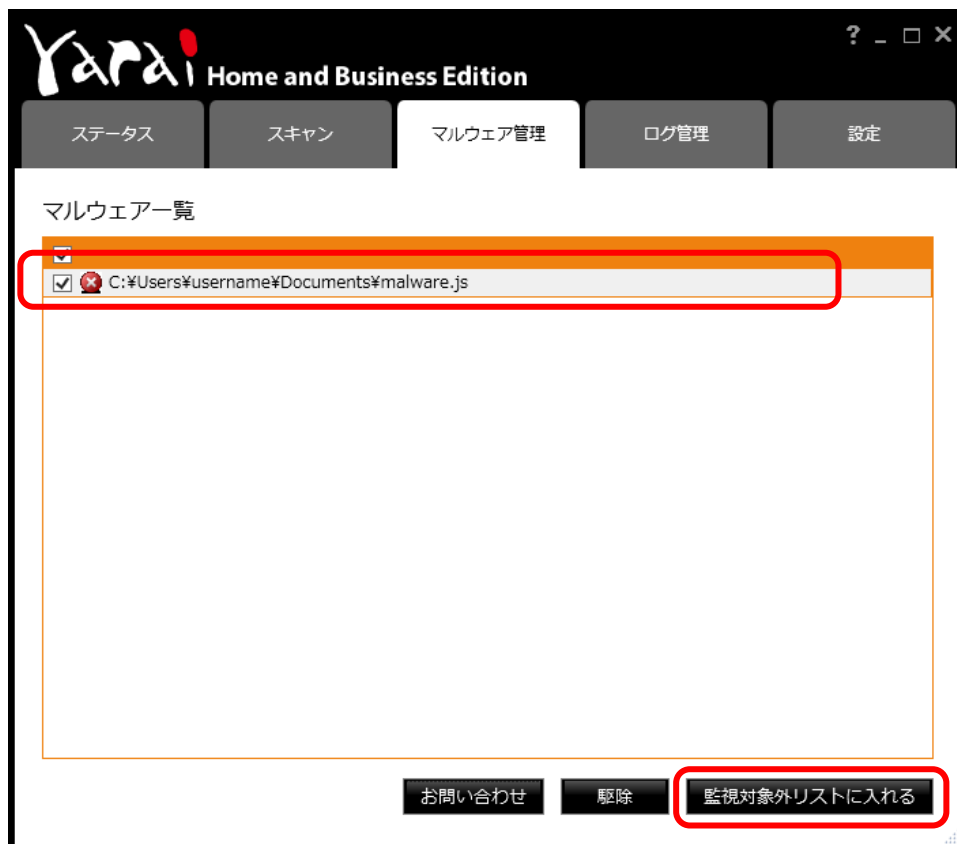 Yarai Home and Business Edition
? _ □ ×
ステータス
スキャン
マルウェア管理
ログ管理
設定
マルウェア一覧
C:¥Users¥username¥Documents¥malware.js
お問い合わせ
駆除
監視対象外リストに入れる